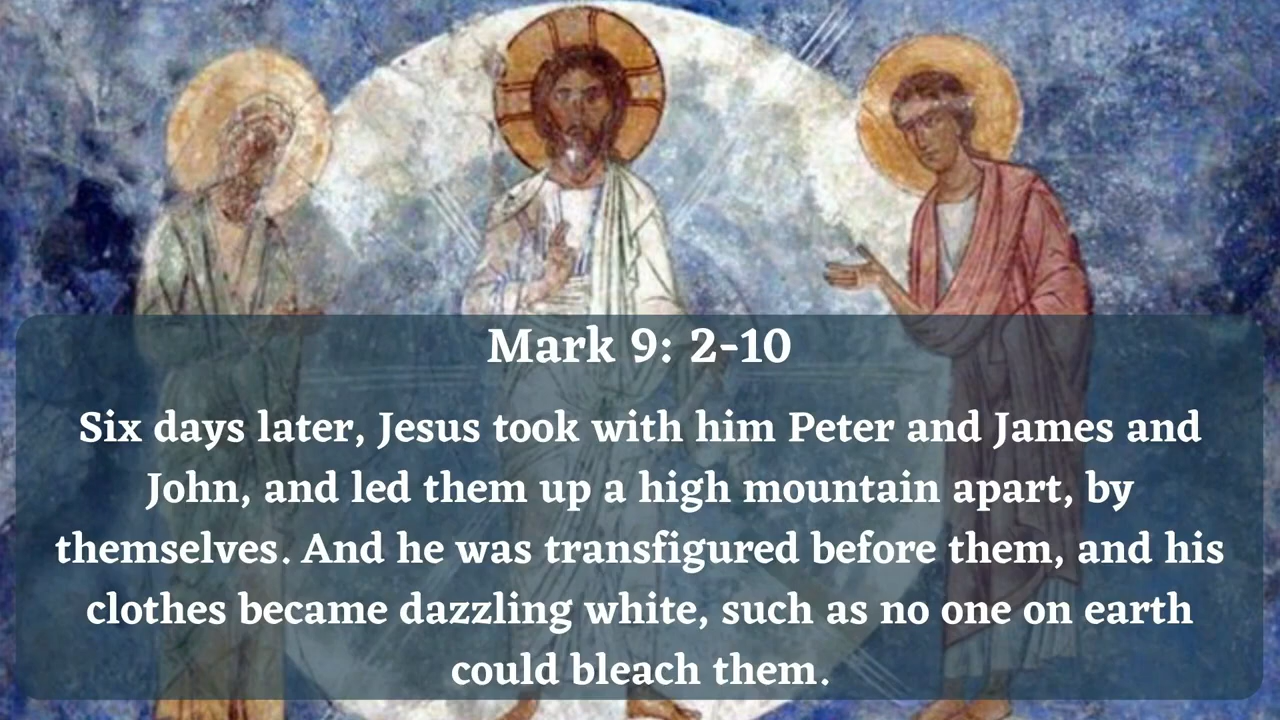 Mark 9: 2-10
Six days later, Jesus took with him Peter and James and
John, and led them up a high mountain apart, by
themselves. And he was transfigured before them, and his
clothes became dazzling white, such as no one on earth
could bleach them.